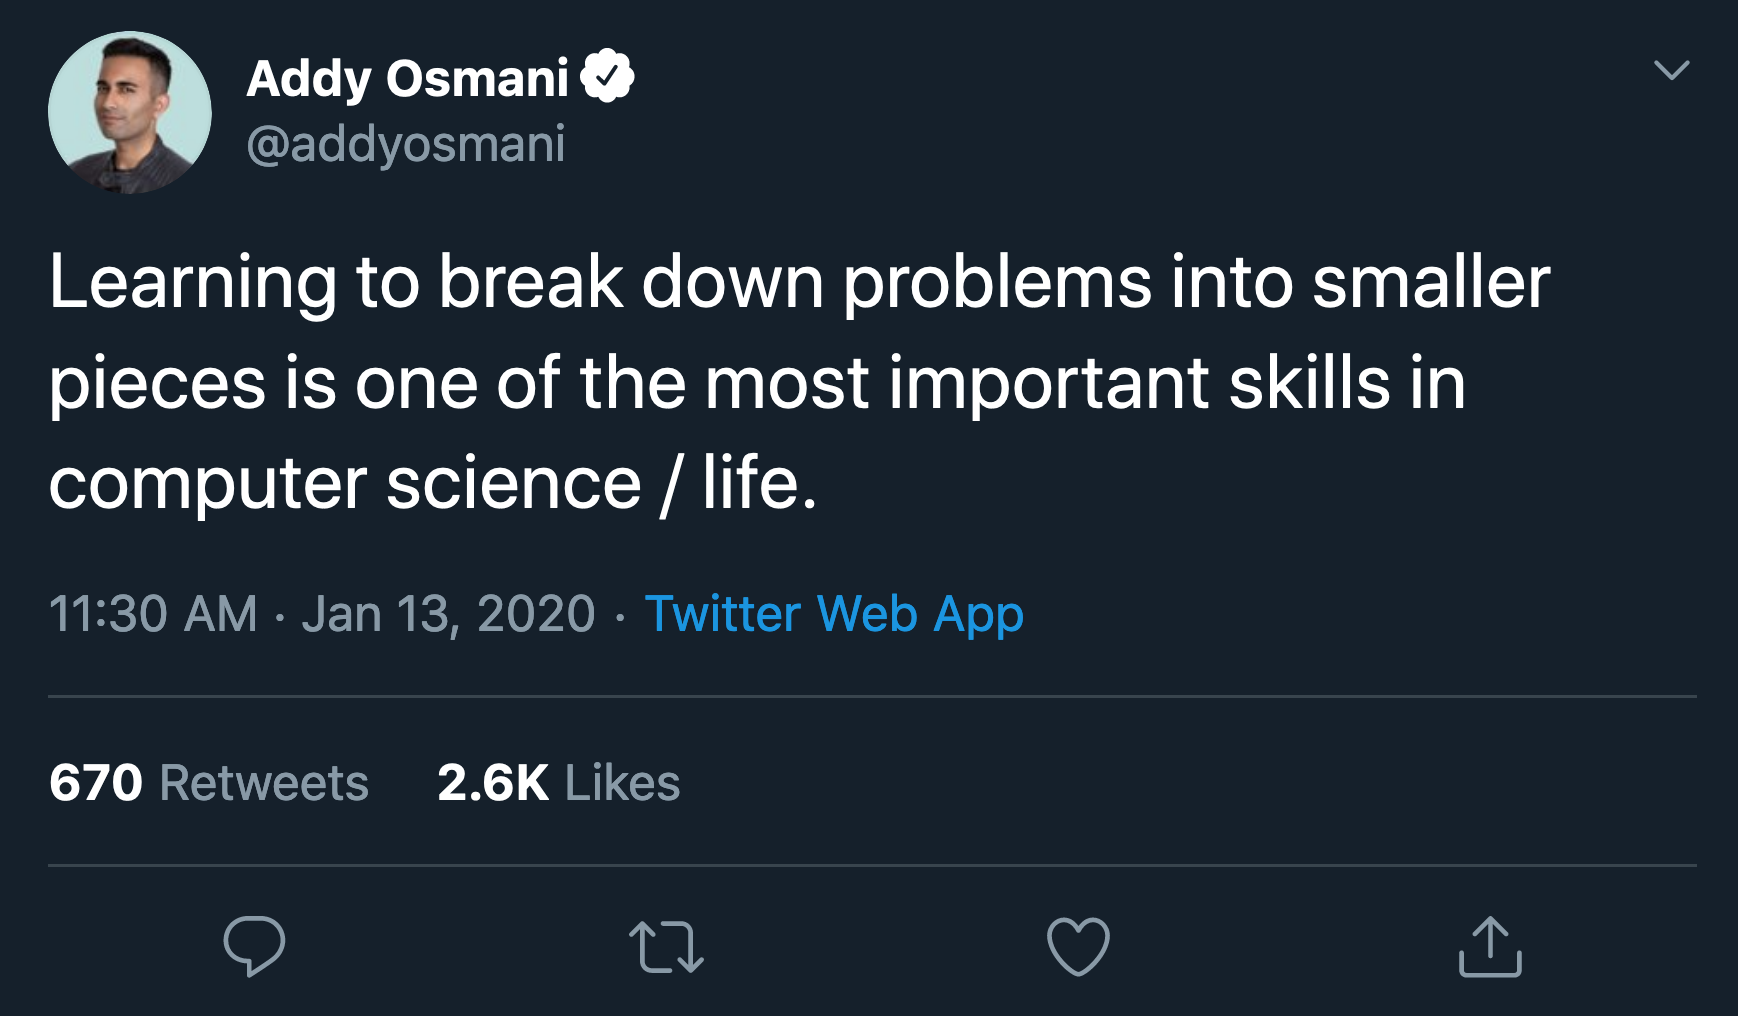 Addy Osmani
@addyosmani
Learning to break down problems into smaller
pieces is one of the most important skills in
computer science / life.
11:30 AM · Jan 13, 2020 · Twitter Web App
670 Retweets 2.6K Likes